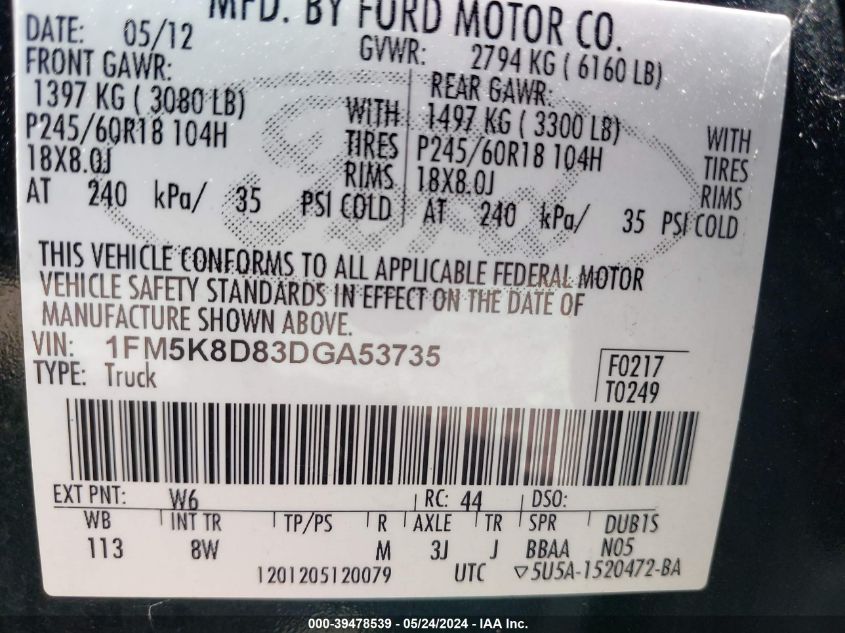 MFD. BY FORD MOTOR CO.
DATE: 05/12 GVWR: 2794 KG ( 6160 LB)
FRONT GAWR: REAR GAWR:
1397 KG ( 3080 LB) WITH 1497 KG ( 3300 LB) WITH
P245/60R18 104H TIRES P245/60R18 104H TIRES
18X8.0J RIMS 18X8.0J RIMS
AT 240 kPa/ 35 PSI COLD AT 240 kPa/ 35 PSI COLD
Ford
THIS VEHICLE CONFORMS TO ALL APPLICABLE FEDERAL MOTOR
VEHICLE SAFETY STANDARDS IN EFFECT ON THE DATE OF
MANUFACTURE SHOWN ABOVE.
VIN: 1FM5K8D83DGA53735
TYPE: Truck
F0217
T0249
EXT PNT: W6 RC: 44 DSO:
WB INT TR TP/PS R AXLE TR SPR DUB1S
113 8W M 3J J BBAA N05
1201205120079 UTC ▽5U5A-1520472-BA
000-39478539 - 05/24/2024 - IAA Inc.